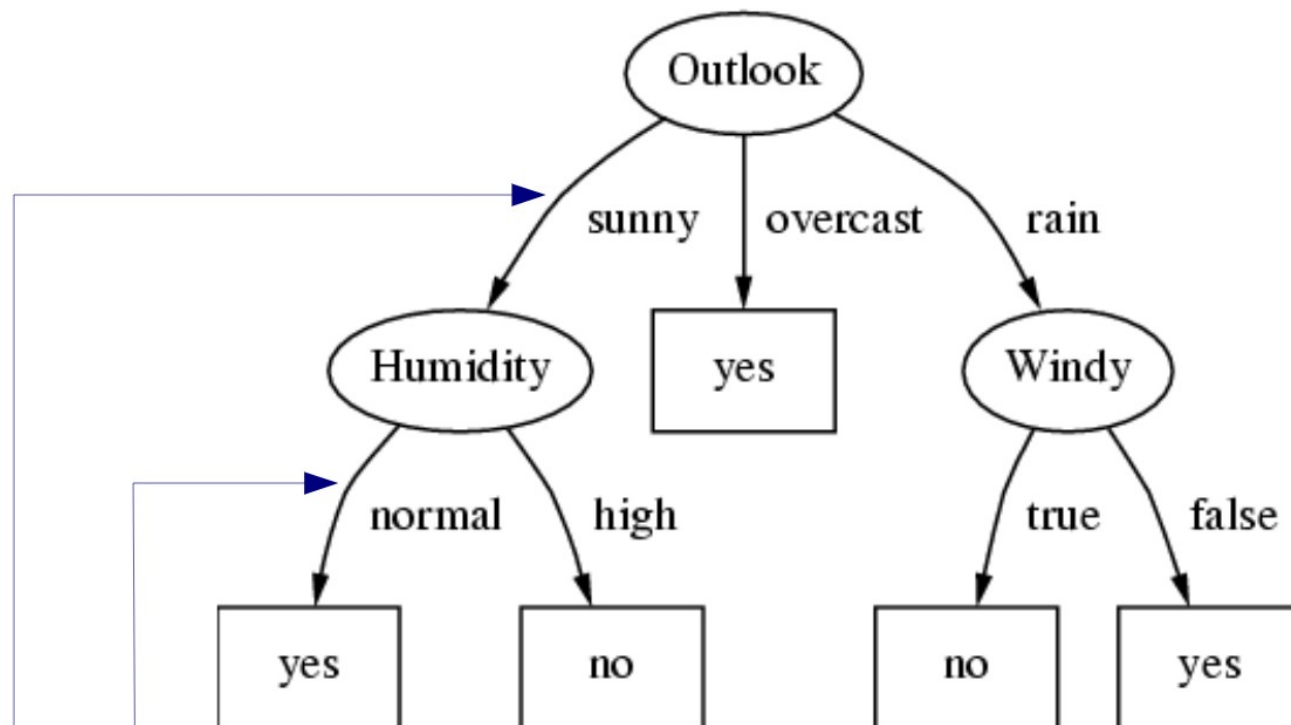 Outlook
sunny overcast rain
Humidity yes Windy
normal high true false
yes no no yes